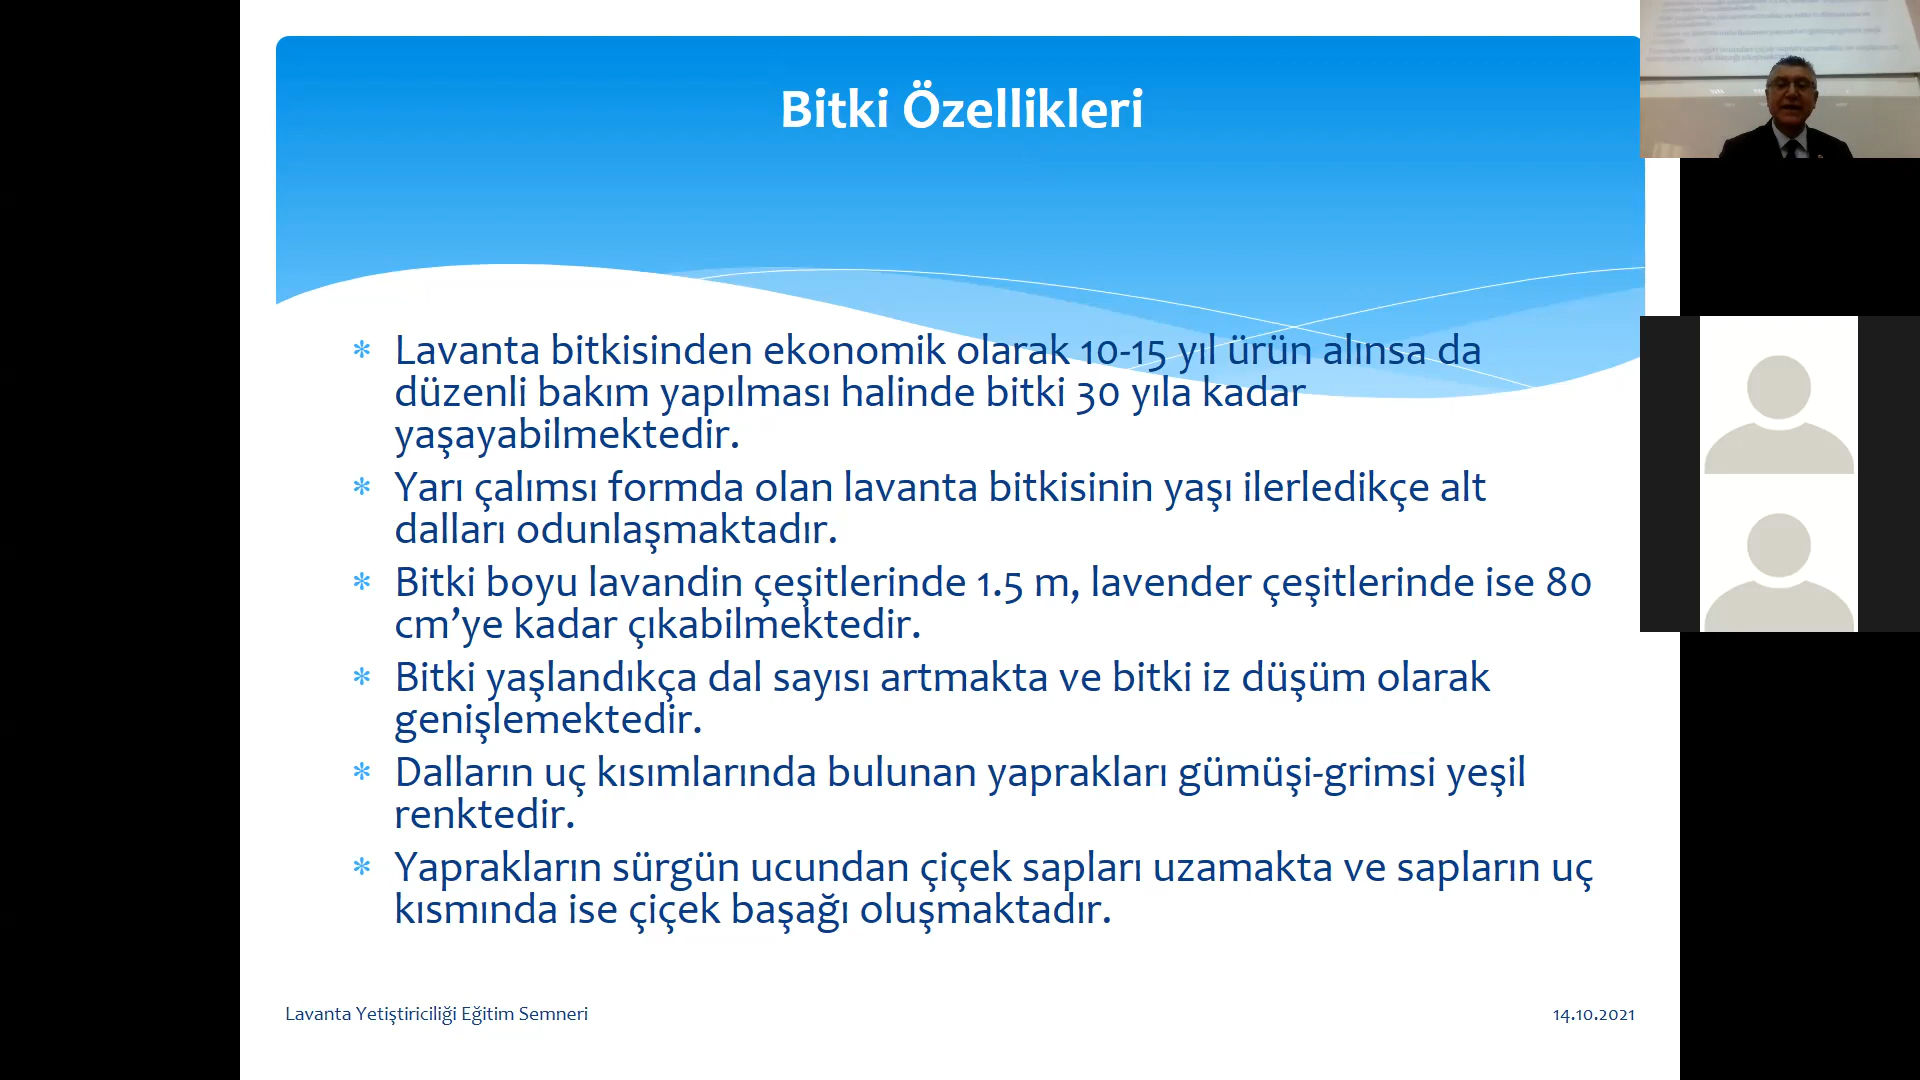 Bitki Özellikleri
* Lavanta bitkisinden ekonomik olarak 10-15 yıl ürün alınsa da
düzenli bakım yapılması halinde bitki 30 yıla kadar
yaşayabilmektedir.
* Yarı çalımsı formda olan lavanta bitkisinin yaşı ilerledikçe alt
dalları odunlaşmaktadır.
* Bitki boyu lavandin çeşitlerinde 1.5 m, lavender çeşitlerinde ise 80
cm’ye kadar çıkabilmektedir.
* Bitki yaşlandıkça dal sayısı artmakta ve bitki iz düşüm olarak
genişlemektedir.
* Dalların uç kısımlarında bulunan yaprakları gümüşi-grimsi yeşil
renktedir.
* Yaprakların sürgün ucundan çiçek sapları uzamakta ve sapların uç
kısmında ise çiçek başağı oluşmaktadır.
Lavanta Yetiştiriciliği Eğitim Semneri
14.10.2021